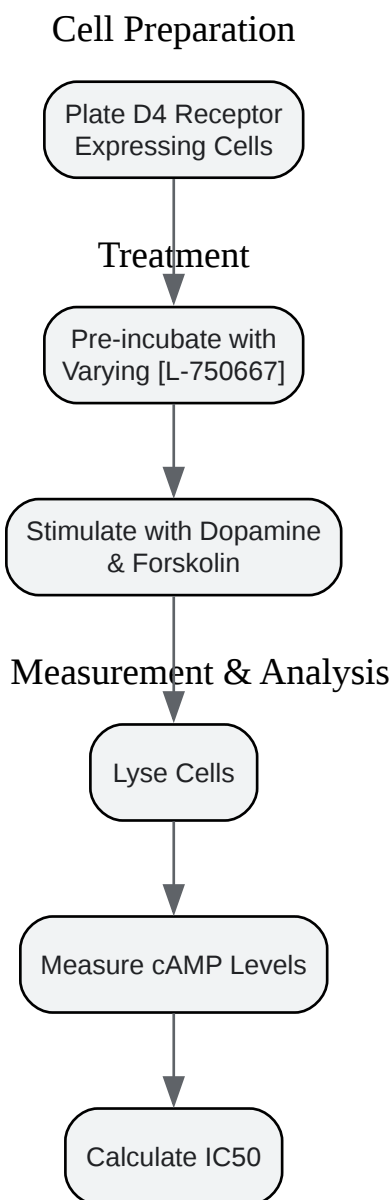 Cell Preparation
Plate D4 Receptor
Expressing Cells
Treatment
Pre-incubate with
Varying [L-750667]
Stimulate with Dopamine
& Forskolin
Measurement & Analysis
Lyse Cells
Measure cAMP Levels
Calculate IC50